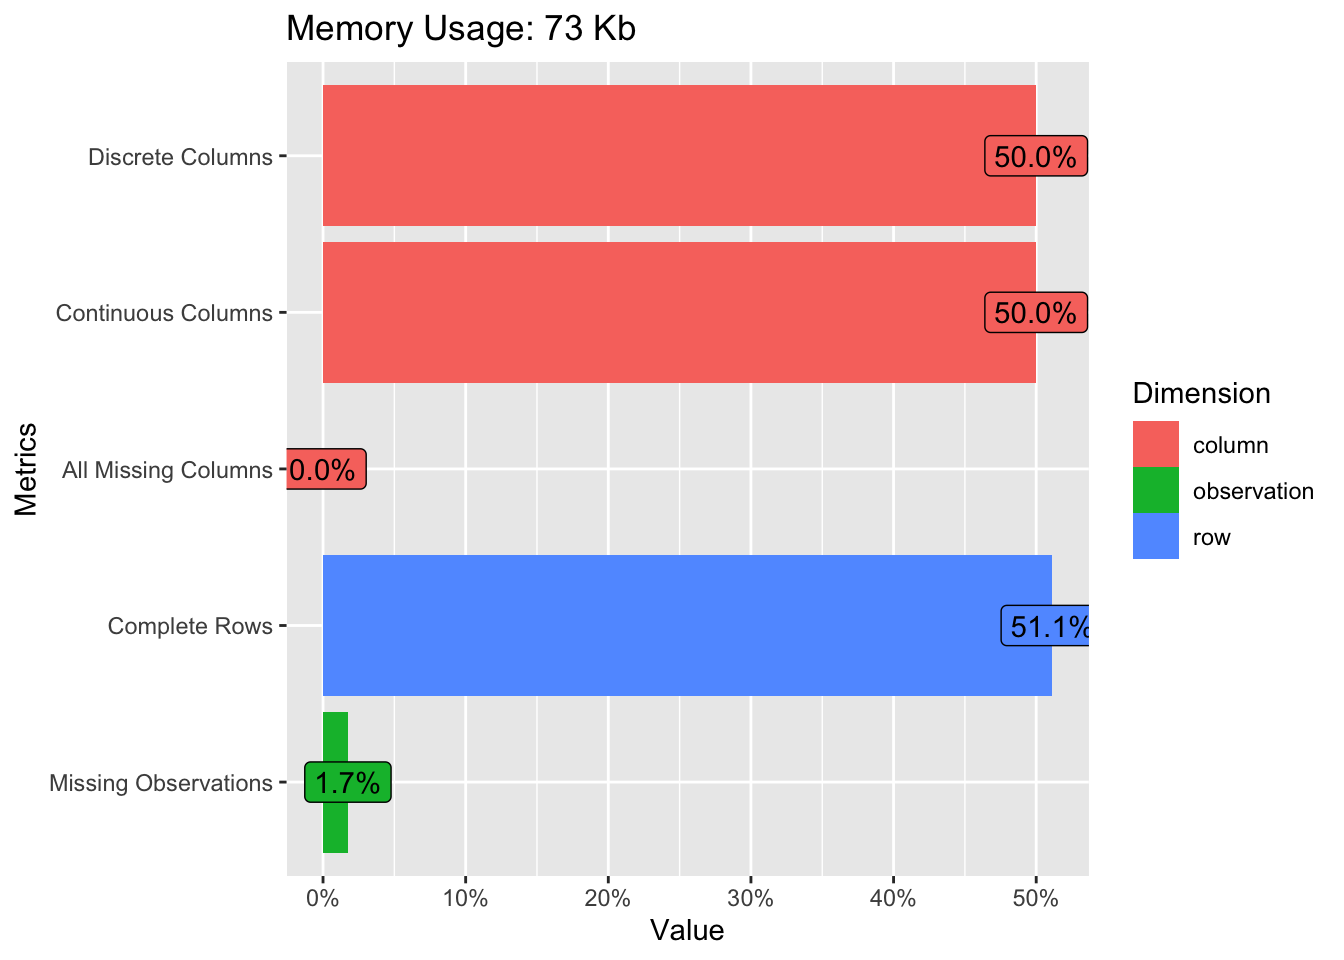 Memory Usage: 73 Kb
Discrete Columns
50.0%
Continuous Columns
50.0%
All Missing Columns
0.0%
Complete Rows
51.1%
Missing Observations
1.7%
0% 10% 20% 30% 40% 50%
Value
Metrics
Dimension
column
observation
row